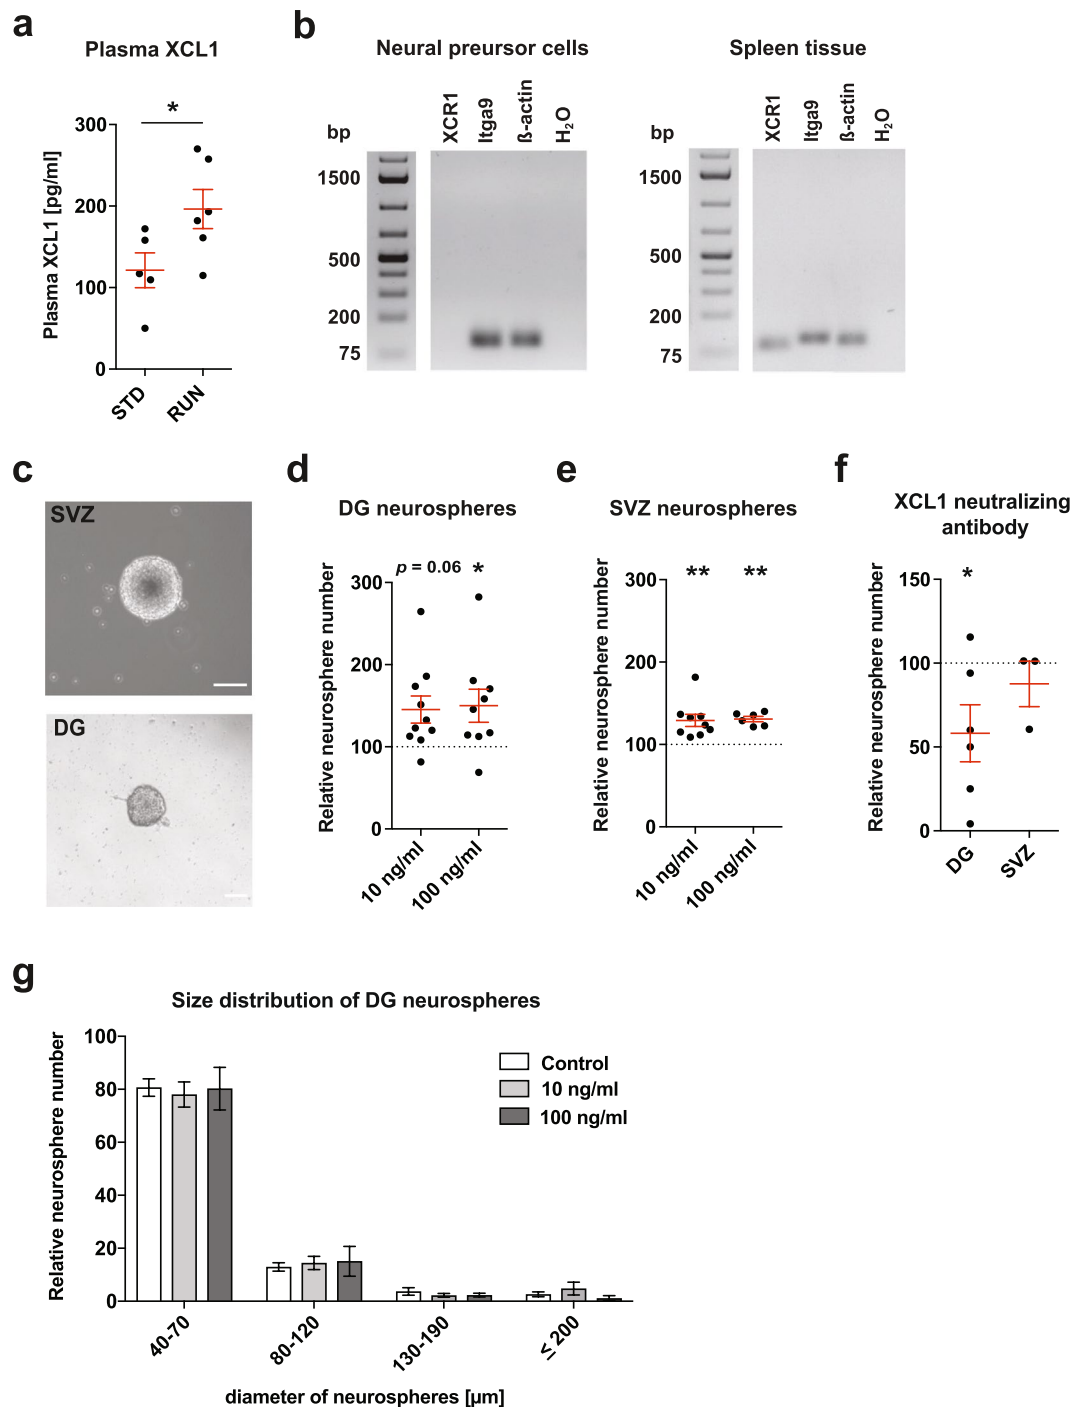 a
Plasma XCL1
*
Plasma XCL1 [pg/ml]
300
200
100
0
STD
RUN
b
Neural preursor cells
bp
XCR1
Itga9
ß-actin
H₂O
1500
500
200
75
Spleen tissue
bp
XCR1
Itga9
ß-actin
H₂O
1500
500
200
75
c
SVZ
DG
d
DG neurospheres
p = 0.06 *
Relative neurosphere number
300
200
100
0
10 ng/ml
100 ng/ml
e
SVZ neurospheres
** **
Relative neurosphere number
300
200
100
0
10 ng/ml
100 ng/ml
f
XCL1 neutralizing
antibody
*
Relative neurosphere number
150
100
50
0
DG
SVZ
g
Size distribution of DG neurospheres
Relative neurosphere number
100
80
60
40
20
0
Control
10 ng/ml
100 ng/ml
40-70
80-120
130-190
≤ 200
diameter of neurospheres [µm]